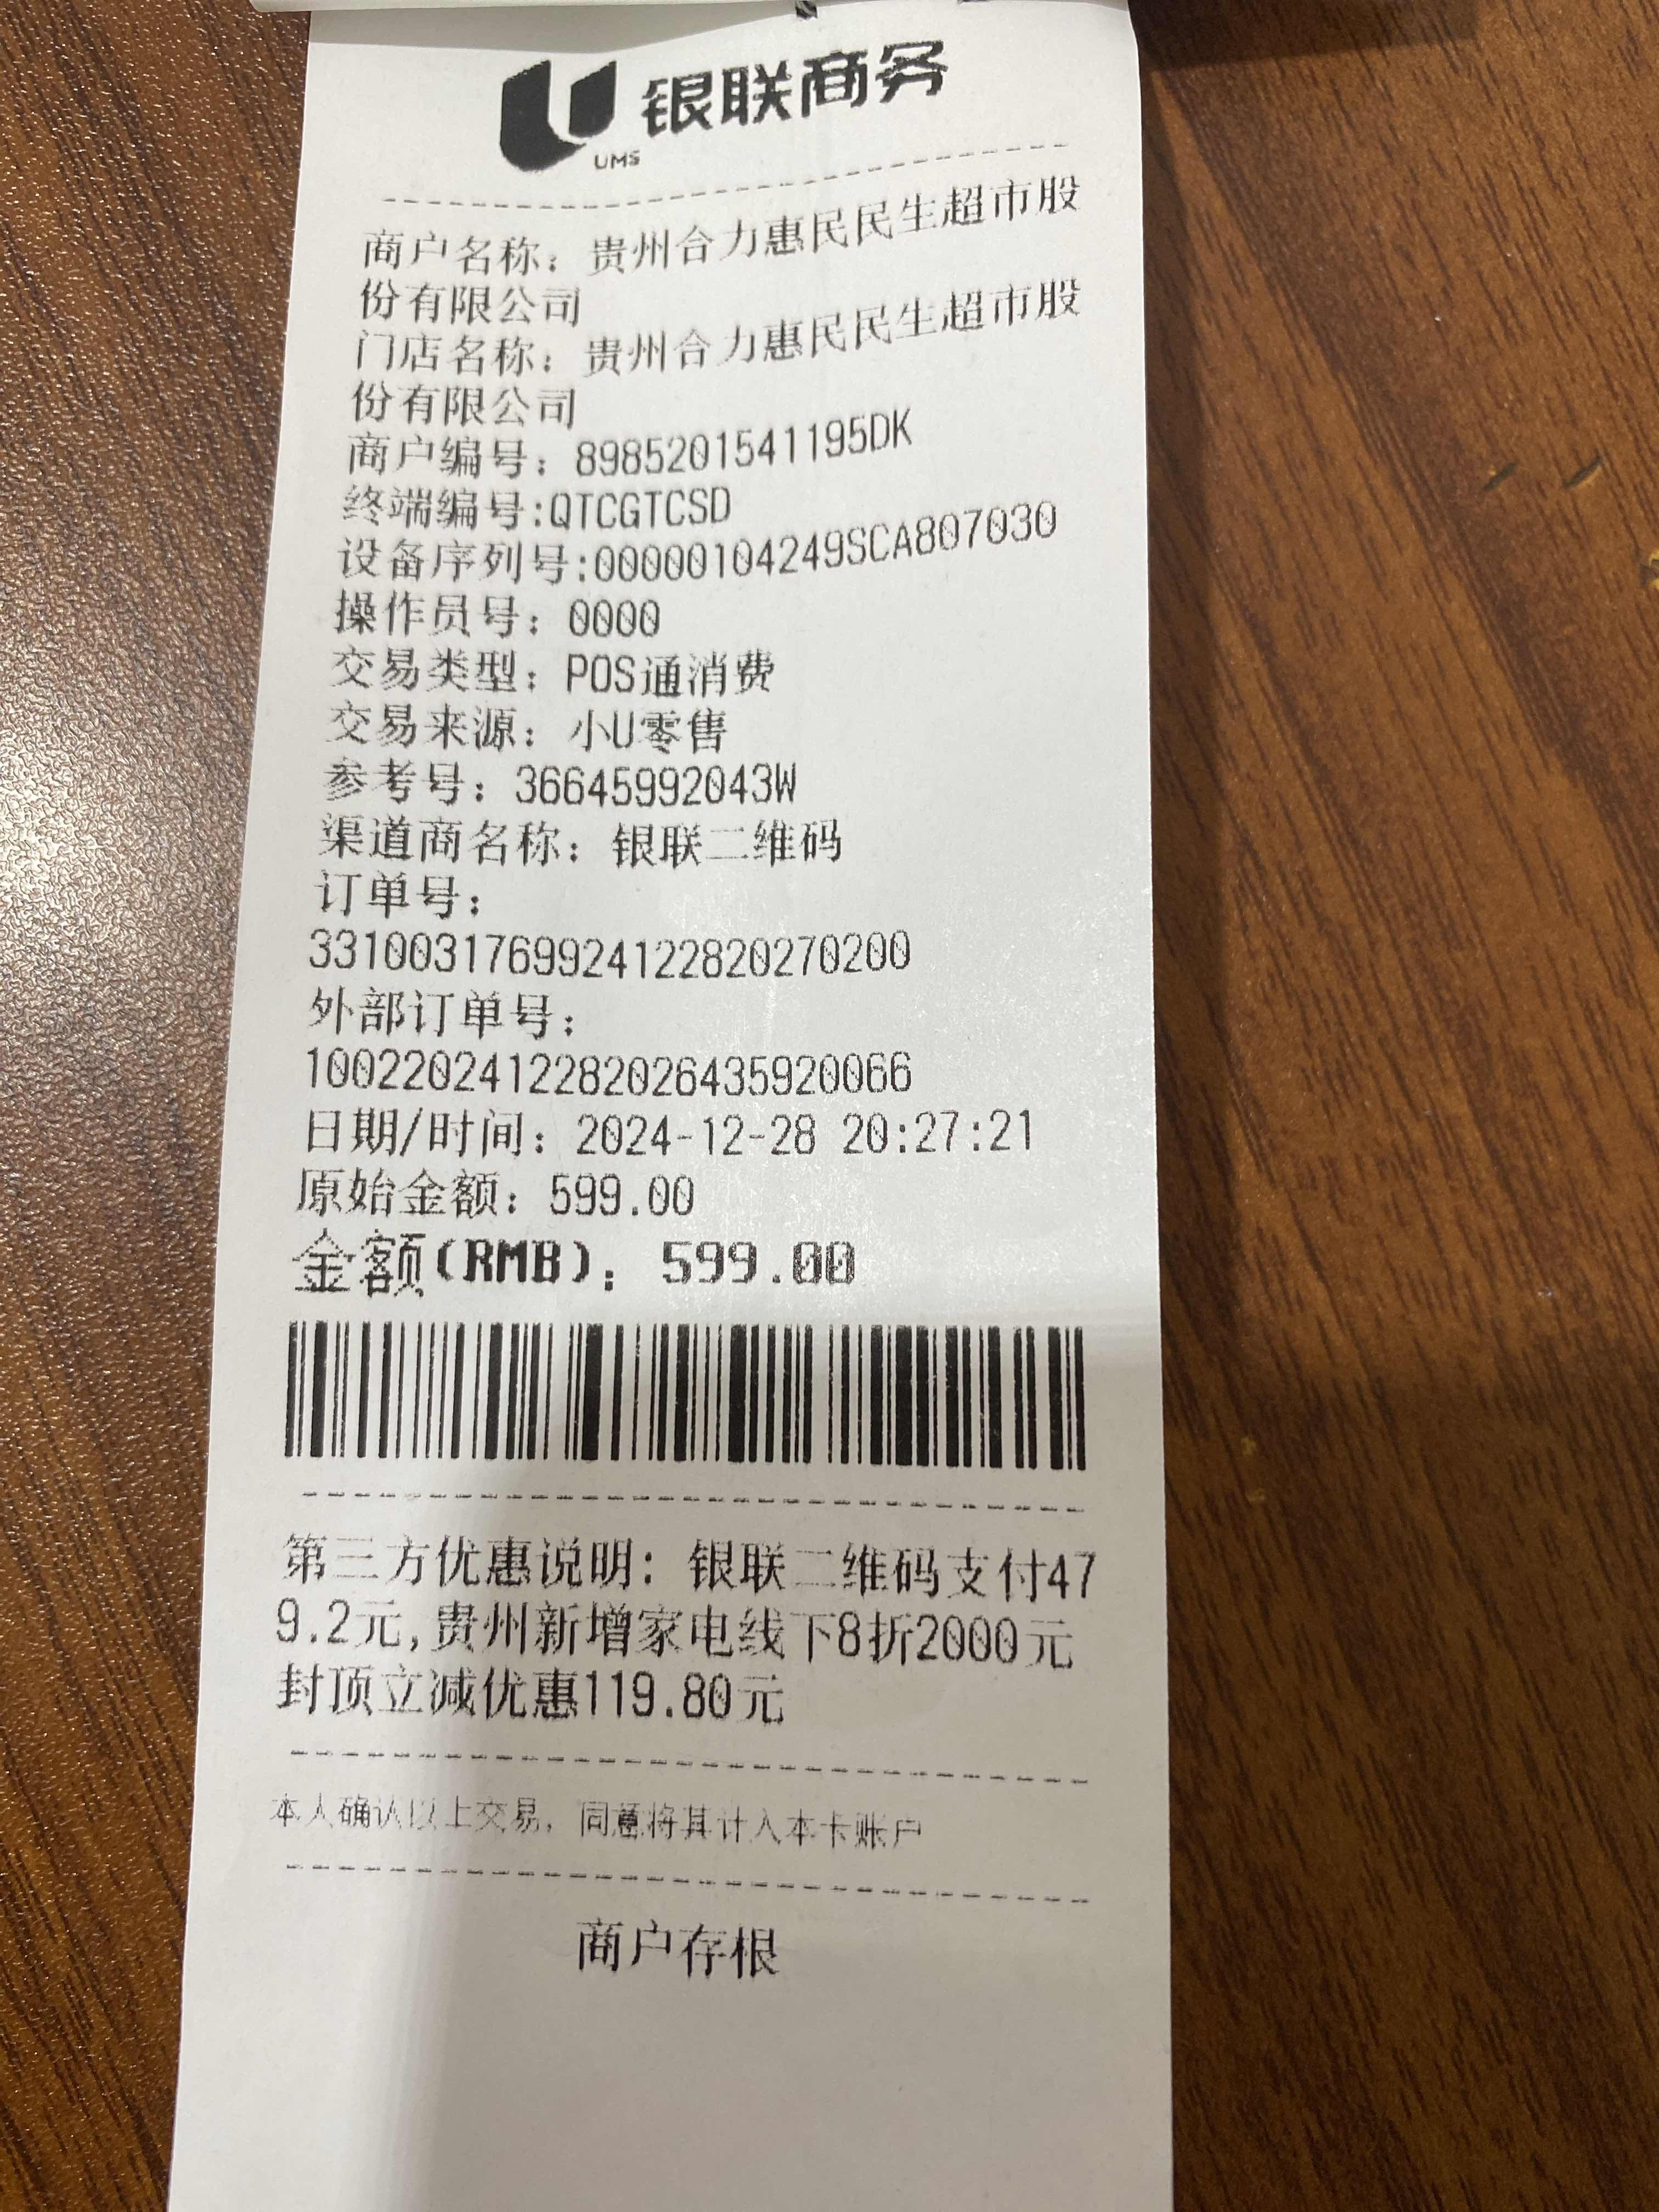 银联商务
UMS
商户名称：贵州合力惠民民生超市股
份有限公司
门店名称：贵州合力惠民民生超市股
份有限公司
商户编号：8985201541195DK
终端编号:QTCGTCSD
设备序列号:00000104249SCA807030
操作员号：0000
交易类型：POS通消费
交易来源：小U零售
参考号：36645992043W
渠道商名称：银联二维码
订单号：
33100317699241228202702​00
外部订单号：
1002202412282026435920066
日期/时间：2024-12-28 20:27:21
原始金额：599.00
金额(RMB)：599.00
第三方优惠说明：银联二维码支付47
9.2元,贵州新增家电线下8折2000元
封顶立减优惠119.80元
本人确认以上交易，同意将其计入本卡账户
商户存根